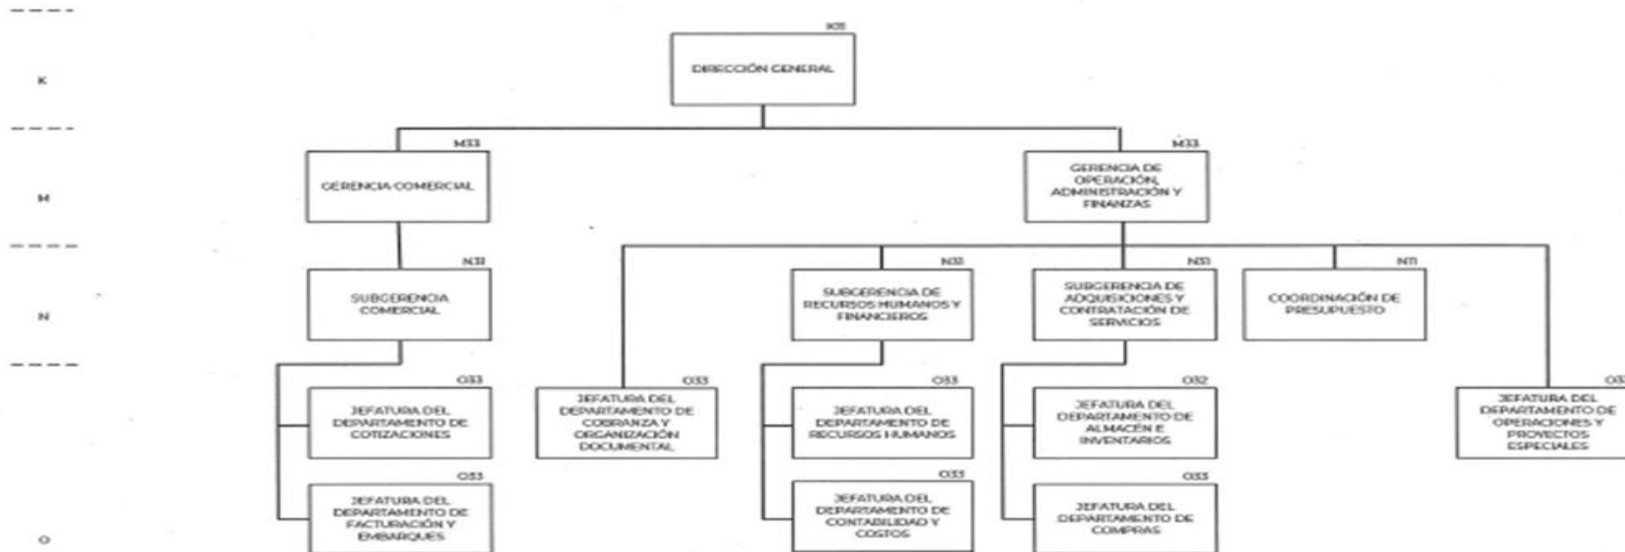 K
DIRECCIÓN GENERAL
M33
M33
M
GERENCIA COMERCIAL
GERENCIA DE
OPERACIÓN,
ADMINISTRACIÓN Y
FINANZAS
N31
N31
N11
N
SUBGERENCIA
COMERCIAL
SUBGERENCIA DE
RECURSOS HUMANOS Y
FINANCIEROS
SUBGERENCIA DE
ADQUISICIONES Y
CONTRATACIÓN DE
SERVICIOS
COORDINACIÓN DE
PRESUPUESTO
O33
O33
O33
O32
JEFATURA DEL
DEPARTAMENTO DE
COTIZACIONES
JEFATURA DEL
DEPARTAMENTO DE
COBRANZA Y
ORGANIZACIÓN
DOCUMENTAL
JEFATURA DEL
DEPARTAMENTO DE
RECURSOS HUMANOS
JEFATURA DEL
DEPARTAMENTO DE
ALMACÉN E
INVENTARIOS
JEFATURA DEL
DEPARTAMENTO DE
OPERACIONES Y
PROYECTOS
ESPECIALES
O33
O33
O33
O
JEFATURA DEL
DEPARTAMENTO DE
FACTURACIÓN Y
EMBARQUES
JEFATURA DEL
DEPARTAMENTO DE
CONTABILIDAD Y
COSTOS
JEFATURA DEL
DEPARTAMENTO DE
COMPRAS